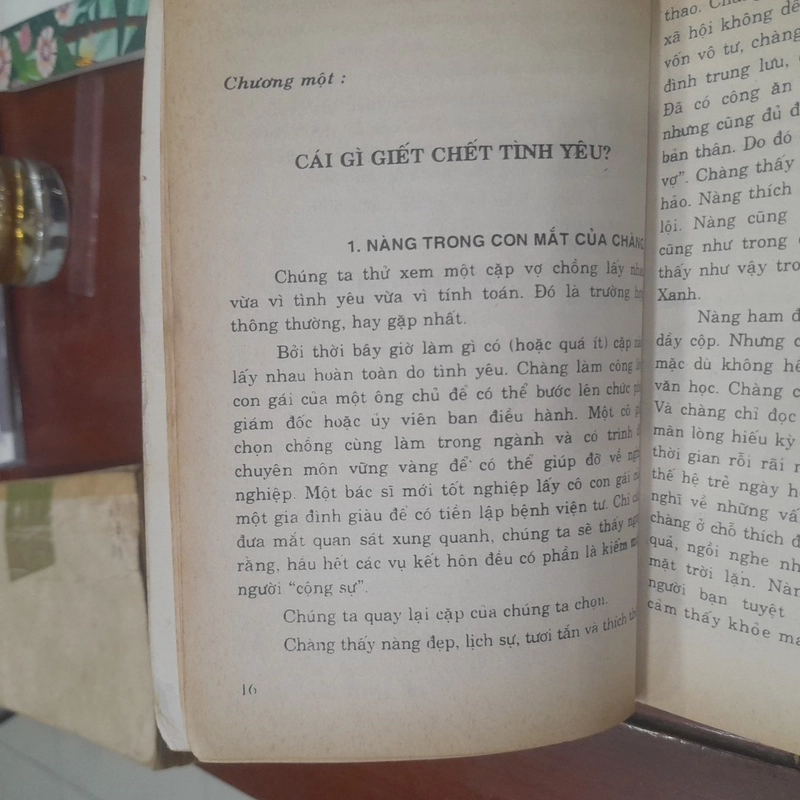 Chương một :
CÁI GÌ GIẾT CHẾT TÌNH YÊU?
1. NÀNG TRONG CON MẮT CỦA CHÀNG
Chúng ta thử xem một cặp vợ chồng lấy
vừa vì tình yêu vừa vì tính toán. Đó là trường
thông thường, hay gặp nhất.
Bởi thời bây giờ làm gì có (hoặc quá ít) cặp
lấy nhau hoàn toàn do tình yêu. Chàng làm công
con gái của một ông chủ để có thể bước lên chức
giám đốc hoặc ủy viên ban điều hành. Một cô
chọn chồng cùng làm trong ngành và có trình
chuyên môn vững vàng để có thể giúp đỡ về
nghiệp. Một bác sĩ mới tốt nghiệp lấy cô con gái
một gia đình giàu để có tiền lập bệnh viện tư. Chỉ
đưa mắt quan sát xung quanh, chúng ta sẽ thấy
rằng, hầu hết các vụ kết hôn đều có phần là kiếm
người “cộng sự”.
Chúng ta quay lại cặp của chúng ta chọn.
Chàng thấy nàng đẹp, lịch sự, tươi tắn và thích
16
thao.
xã hội không
vốn vô tư, chàng
đình trung lưu,
Đã có công ăn
nhưng cũng đủ
bản thân. Do đó
vợ”. Chàng thấy
hảo. Nàng thích
lội. Nàng cũng
cũng như trong
thấy như vậy
Xanh.
Nàng ham
dầy cộp. Nhưng
mặc dù không
văn học. Chàng
Và chàng chỉ đọc
màn lòng hiếu kỳ
thời gian rỗi rãi
thế hệ trẻ ngày
nghĩ về những
chàng ở chỗ thích
quả, ngồi nghe
mặt trời lặn.
người bạn tuyệt
cảm thấy khỏe